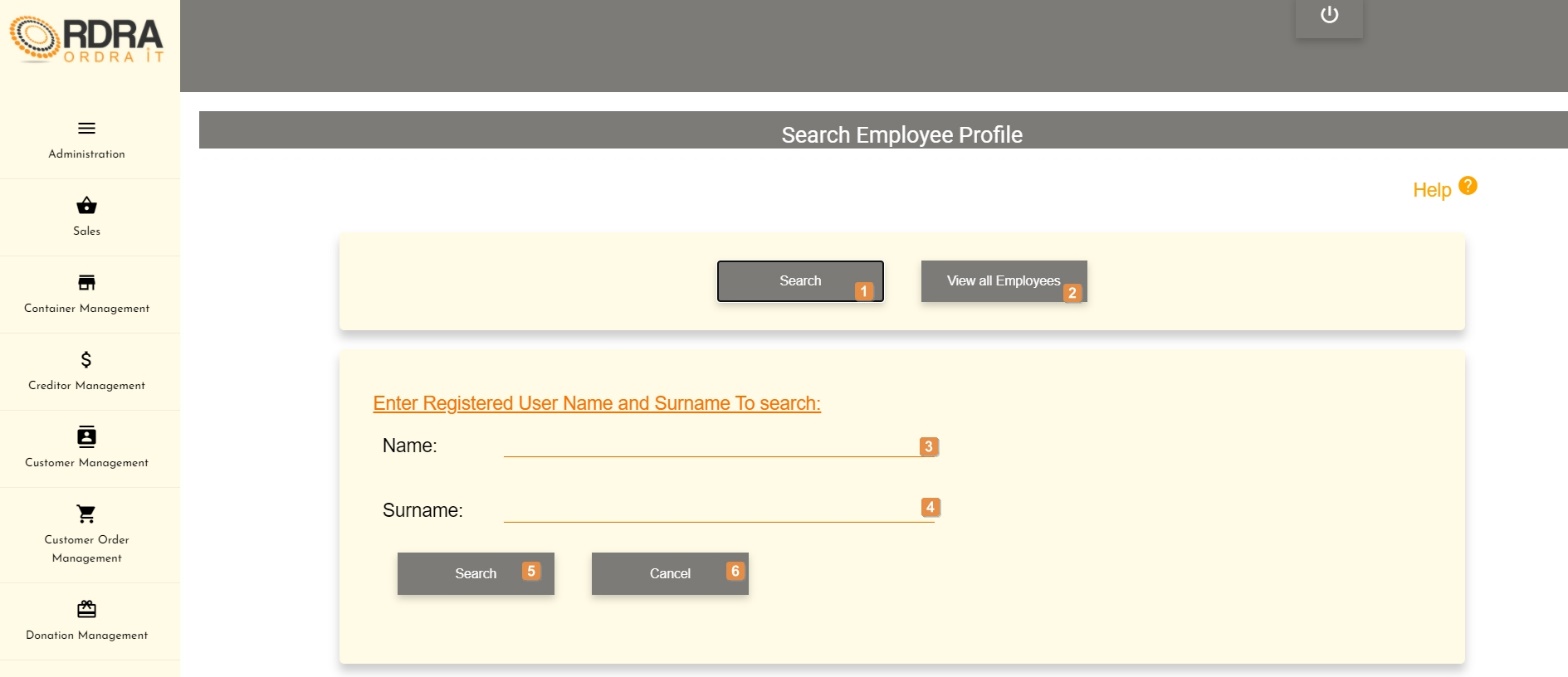 RDRA
ORDRA iT
Administration
Sales
Container Management
Creditor Management
Customer Management
Customer Order
Management
Donation Management
Search Employee Profile
Help ?
Search 1
View all Employees 2
Enter Registered User Name and Surname To search:
Name: 3
Surname: 4
Search 5
Cancel 6